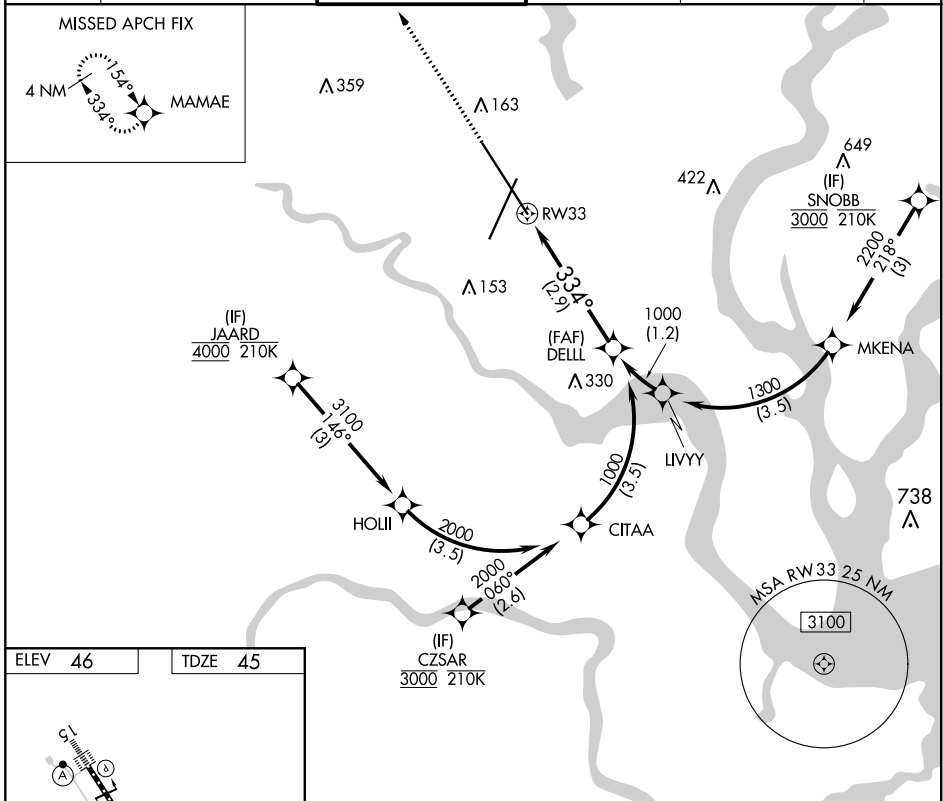 MISSED APCH FIX
4 NM
154°
334°
MAMAE
359
163
422
649
(IF)
SNOBB
3000 210K
2200
218°
(3)
RW33
153
334°
(2.9)
(FAF)
DELLL
1000
(1.2)
330
MKENA
1300
(3.5)
LIVYY
(IF)
JAARD
4000 210K
3100
146°
(3)
HOLII
2000
(3.5)
1000
(3.5)
CITAA
2000
060°
(2.6)
(IF)
CZSAR
3000 210K
738
MSA RW33 25 NM
3100
ELEV 46
TDZE 45
15
A
P